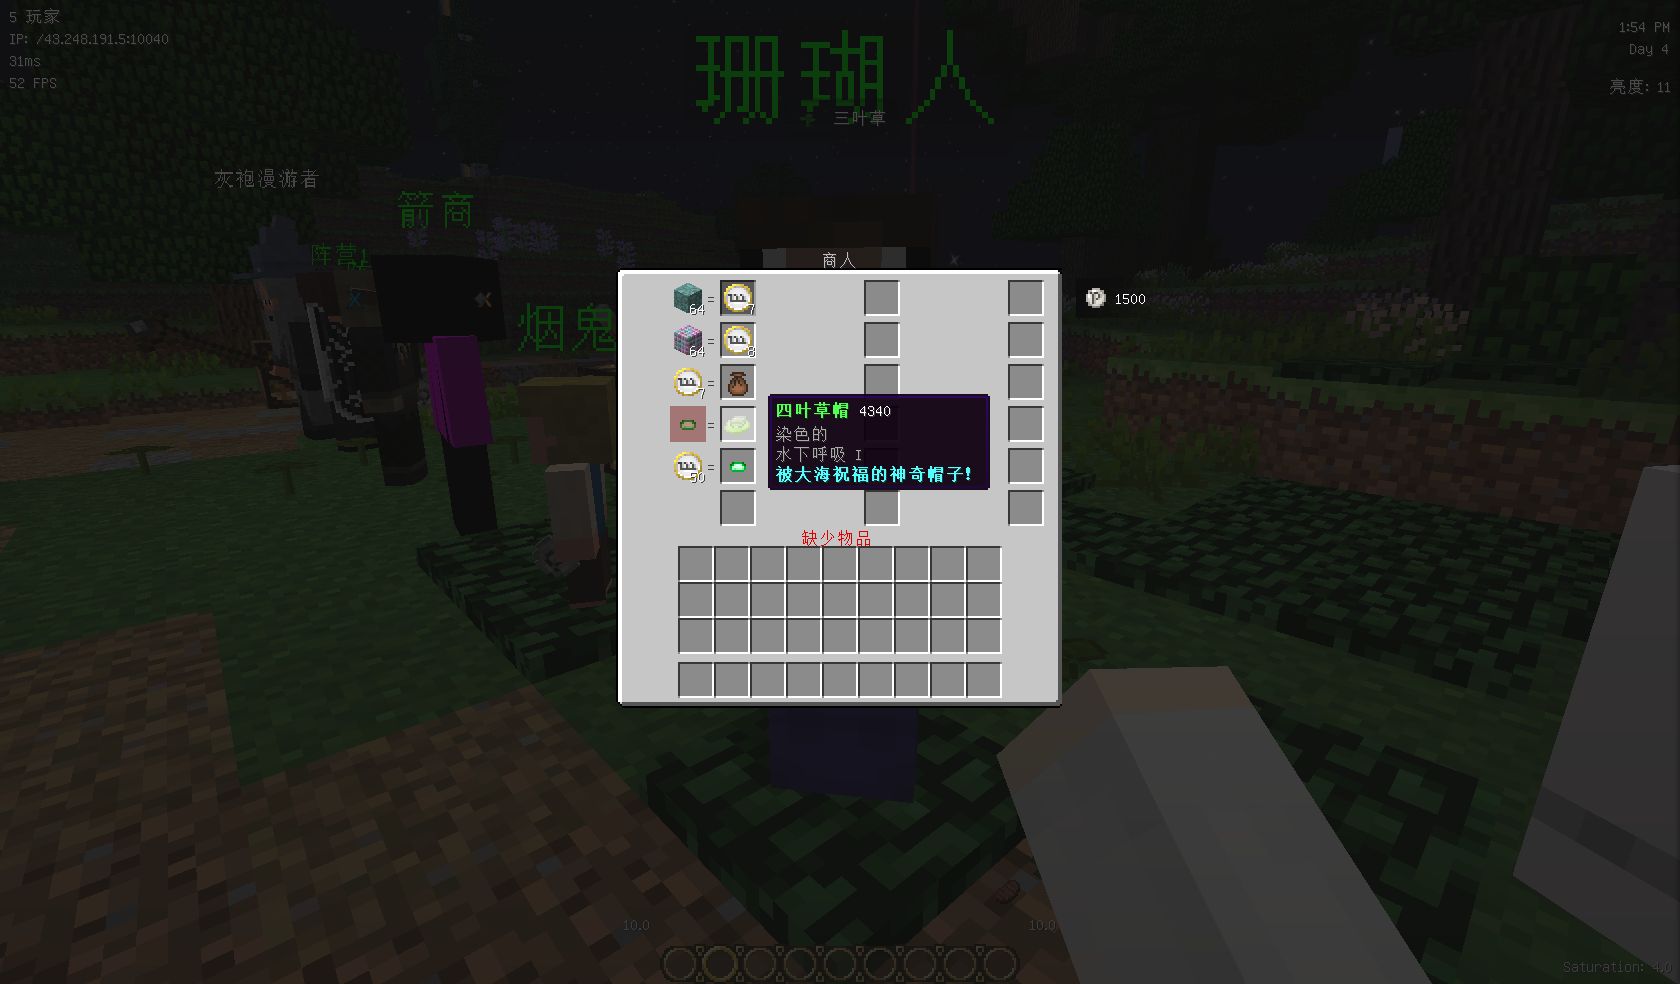 5 玩家
IP: /43.248.191.5:10040
31ms
52 FPS
1:54 PM
Day 4
亮度: 11
珊瑚人
三叶草
灰袍漫游者
箭商
阵营1
烟鬼
商人
64 = 7
64 = 8
1500
7 =
=
50 =
四叶草帽 4340
染色的
水下呼吸 I
被大海祝福的神奇帽子!
缺少物品
10.0
10.0
Saturation: 4.0